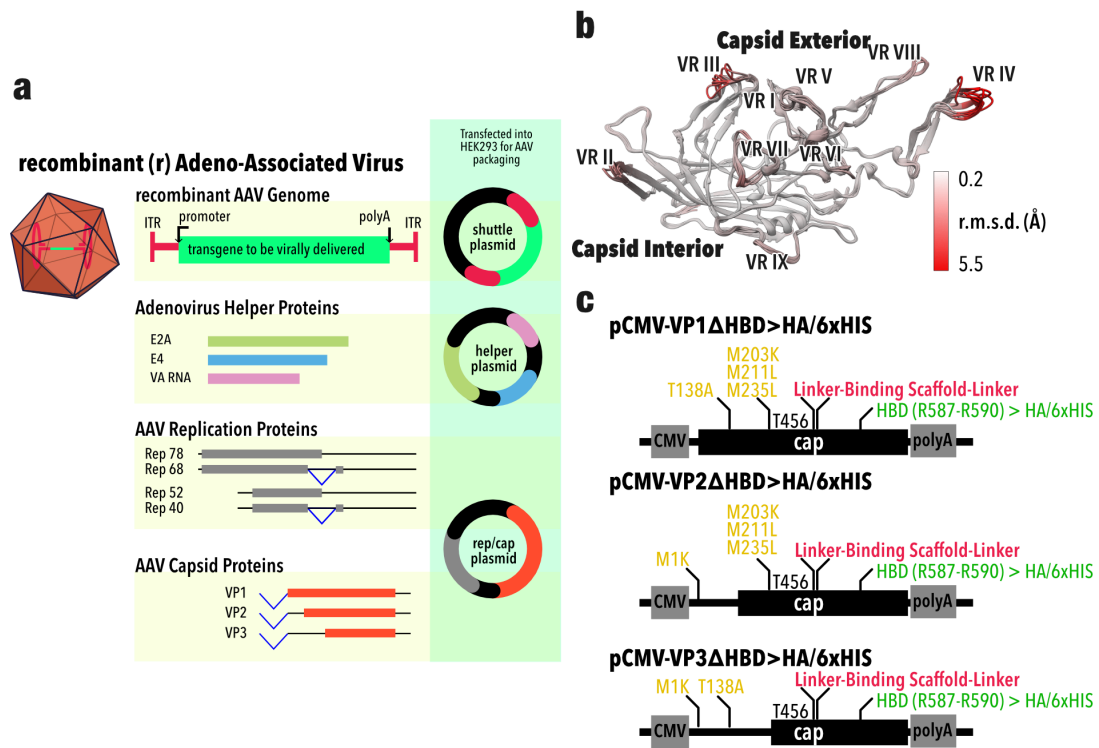 a
recombinant (r) Adeno-Associated Virus
Transfected into
HEK293 for AAV
packaging
recombinant AAV Genome
ITR
promoter
polyA
ITR
transgene to be virally delivered
shuttle
plasmid
Adenovirus Helper Proteins
E2A
E4
VA RNA
helper
plasmid
AAV Replication Proteins
Rep 78
Rep 68
Rep 52
Rep 40
rep/cap
plasmid
AAV Capsid Proteins
VP1
VP2
VP3
b
Capsid Exterior
VR VIII
VR III
VR V
VR IV
VR I
VR II
VR VII
VR VI
Capsid Interior
VR IX
0.2
r.m.s.d. (Å)
5.5
c
pCMV-VP1ΔHBD>HA/6xHIS
M203K
M211L
T138A
M235L
Linker-Binding Scaffold-Linker
HBD (R587-R590) > HA/6xHIS
T456
CMV
cap
polyA
pCMV-VP2ΔHBD>HA/6xHIS
M203K
M211L
M1K
M235L
Linker-Binding Scaffold-Linker
HBD (R587-R590) > HA/6xHIS
T456
CMV
cap
polyA
pCMV-VP3ΔHBD>HA/6xHIS
M1K
T138A
Linker-Binding Scaffold-Linker
HBD (R587-R590) > HA/6xHIS
T456
CMV
cap
polyA